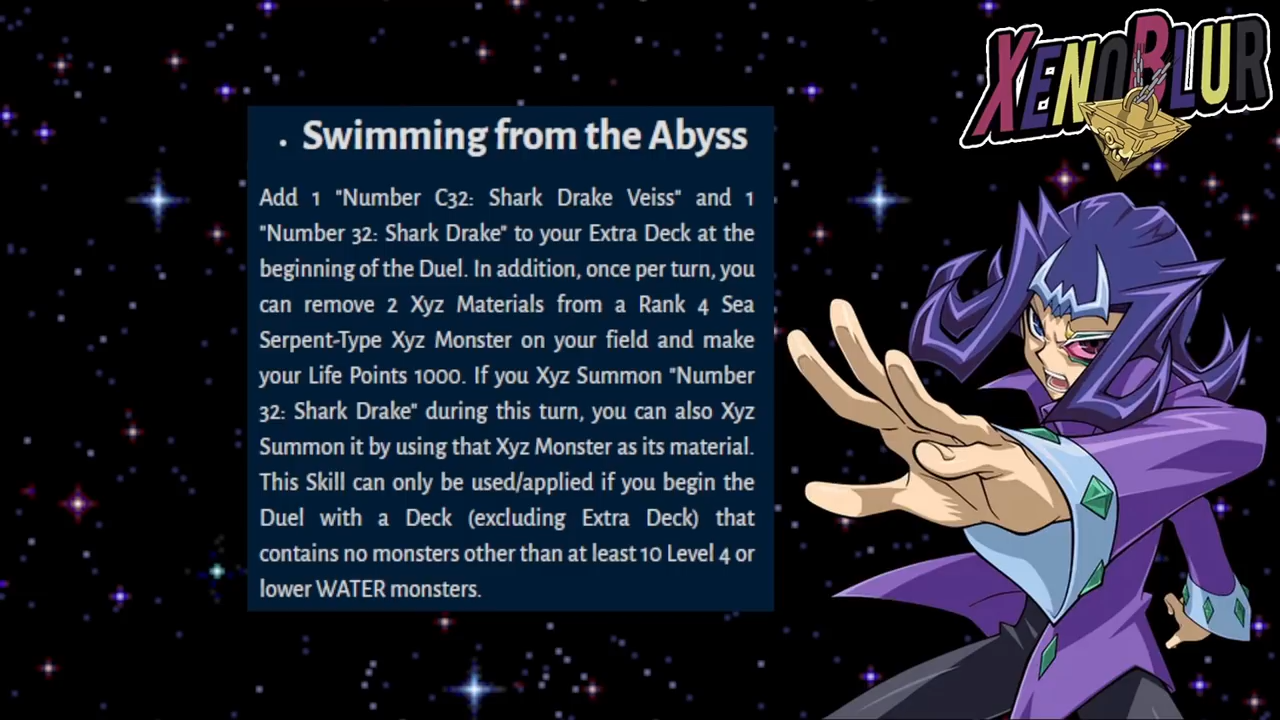 XENOBLUR
• Swimming from the Abyss
Add 1 "Number C32: Shark Drake Veiss" and 1
"Number 32: Shark Drake" to your Extra Deck at the
beginning of the Duel. In addition, once per turn, you
can remove 2 Xyz Materials from a Rank 4 Sea
Serpent-Type Xyz Monster on your field and make
your Life Points 1000. If you Xyz Summon "Number
32: Shark Drake" during this turn, you can also Xyz
Summon it by using that Xyz Monster as its material.
This Skill can only be used/applied if you begin the
Duel with a Deck (excluding Extra Deck) that
contains no monsters other than at least 10 Level 4 or
lower WATER monsters.